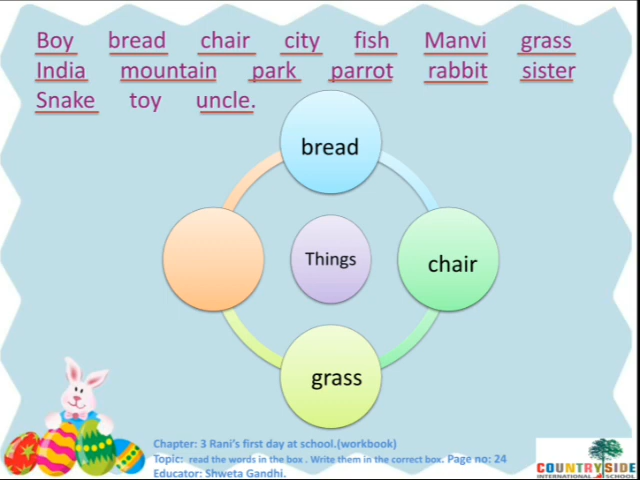 Boy bread chair city fish Manvi grass
India mountain park parrot rabbit sister
Snake toy uncle.
bread
Things
chair
grass
Chapter: 3 Rani's first day at school.(workbook)
Topic: read the words in the box . Write them in the correct box. Page no: 24
Educator: Shweta Gandhi.
COUNTRYSIDE
INTERNATIONAL SCHOOL